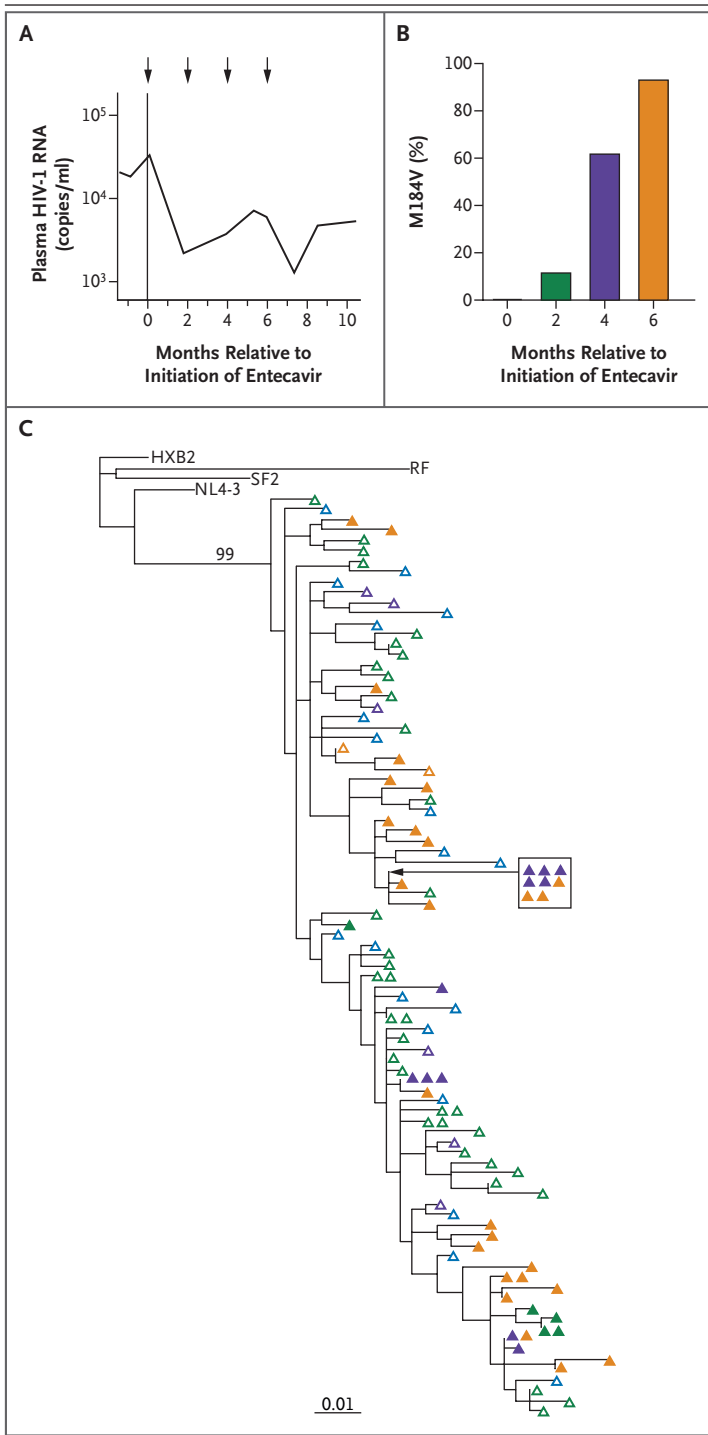 A
Plasma HIV-1 RNA
(copies/ml)
10⁵
10⁴
10³
0 2 4 6 8 10
Months Relative to
Initiation of Entecavir
B
M184V (%)
100
80
60
40
20
0
0 2 4 6
Months Relative to
Initiation of Entecavir
C
HXB2
RF
SF2
NL4-3
99
0.01